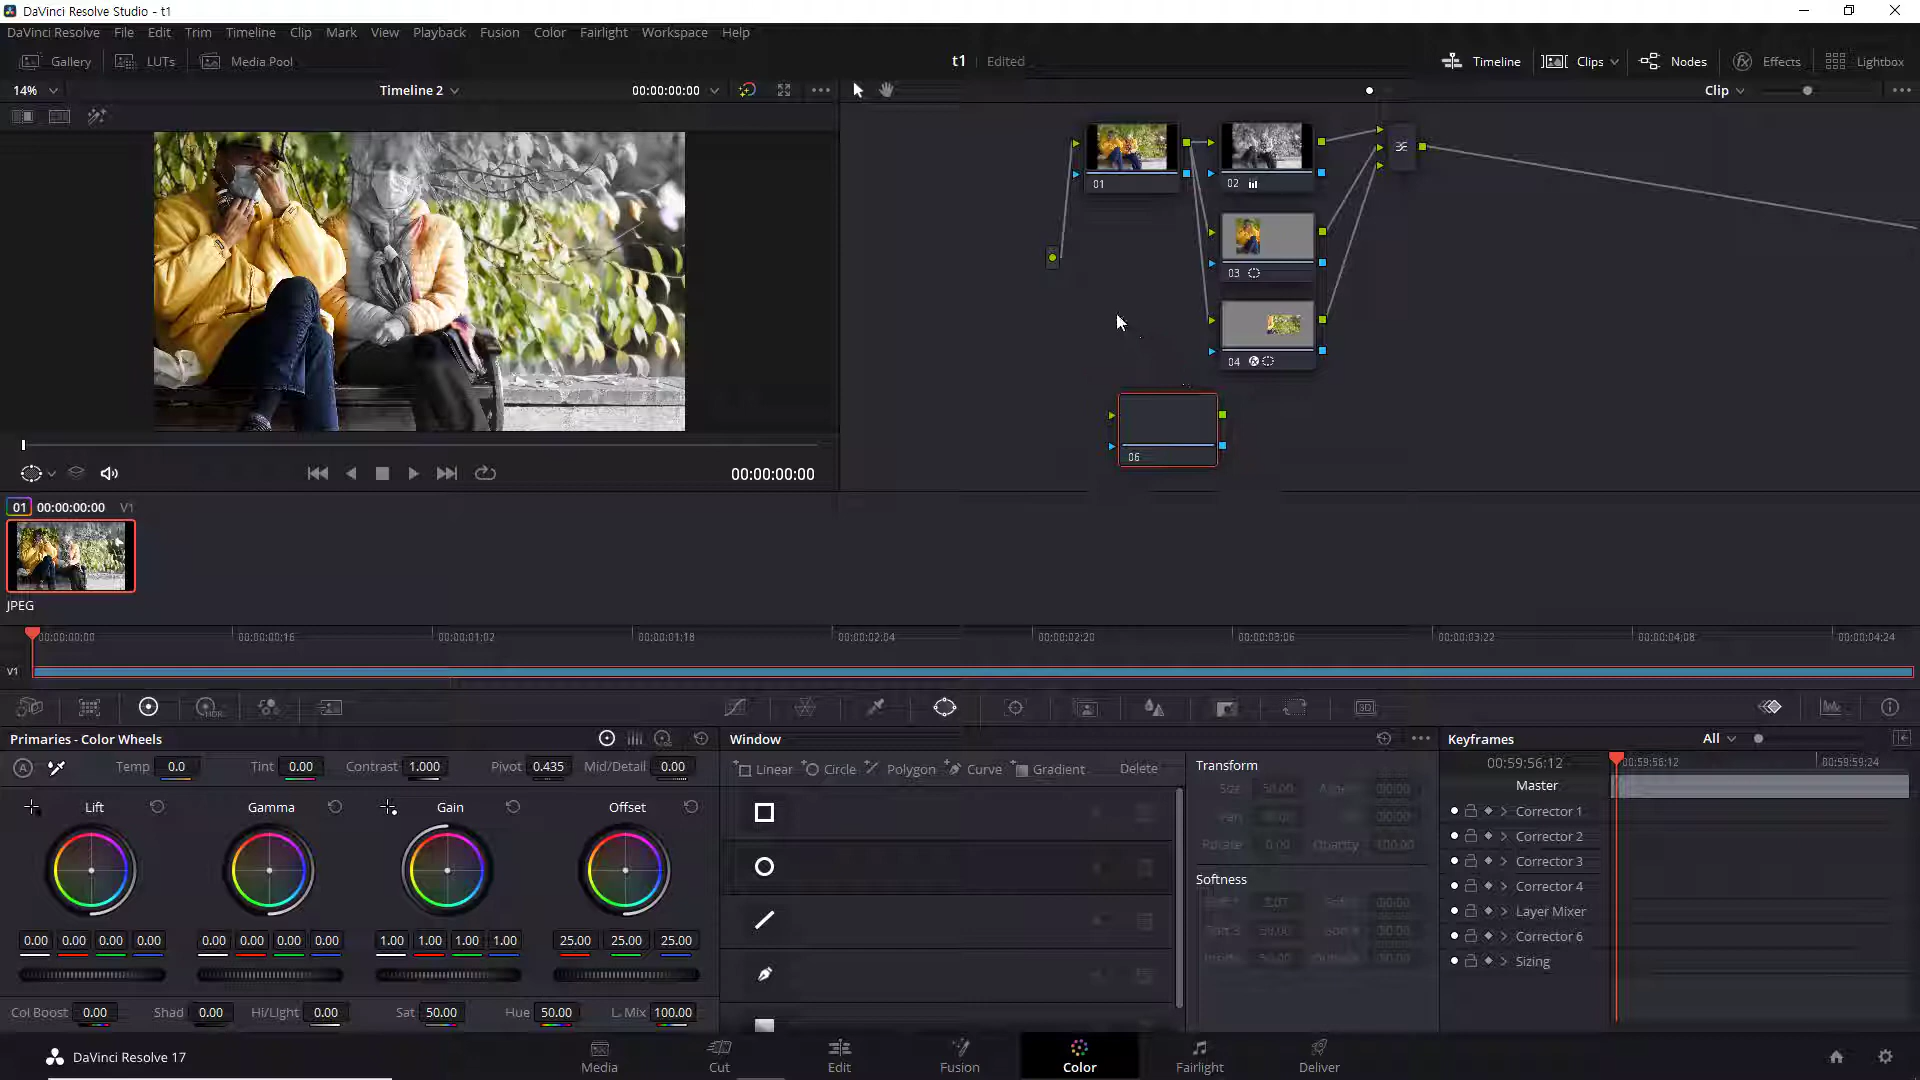 DaVinci Resolve Studio - t1
DaVinci Resolve File Edit Trim Timeline Clip Mark View Playback Fusion Color Fairlight Workspace Help
Gallery LUTs Media Pool t1 Edited Timeline Clips Nodes Effects Lightbox
14% Timeline 2 00:00:00:00 Clip
01 02
03
04
06
00:00:00:00
01 00:00:00:00 V1
JPEG
00:00:00:00 00:00:00:16 00:00:01:02 00:00:01:18 00:00:02:04 00:00:02:20 00:00:03:06 00:00:03:22 00:00:04:08 00:00:04:24
V1
HDR 3D
Primaries - Color Wheels Window Keyframes All
A Temp 0.0 Tint 0.00 Contrast 1.000 Pivot 0.435 Mid/Detail 0.00
Linear Circle Polygon Curve Gradient Delete
Transform
Size 50.00
Rotate 0.00 Opacity 100.00
Softness
00:59:56:12 00:59:56:12 00:59:59:24
Master
Corrector 1
Corrector 2
Corrector 3
Corrector 4
Layer Mixer
Corrector 6
Sizing
Lift Gamma Gain Offset
0.00 0.00 0.00 0.00 0.00 0.00 0.00 0.00 1.00 1.00 1.00 1.00 25.00 25.00 25.00
Col Boost 0.00 Shad 0.00 Hi/Light 0.00 Sat 50.00 Hue 50.00 L. Mix 100.00
DaVinci Resolve 17 Media Cut Edit Fusion Color Fairlight Deliver